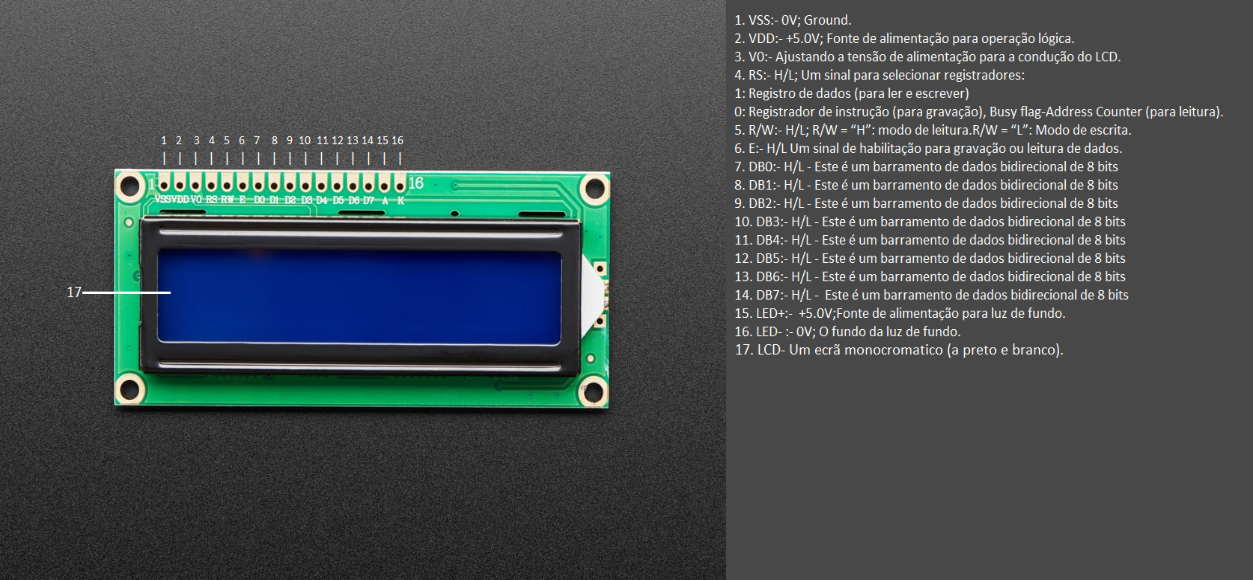 1 2 3 4 5 6 7 8 9 10 11 12 13 14 15 16
1 16
VSS VDD V0 RS RW E D0 D1 D2 D3 D4 D5 D6 D7 A K
17
1. VSS:- 0V; Ground.
2. VDD:- +5.0V; Fonte de alimentação para operação lógica.
3. V0:- Ajustando a tensão de alimentação para a condução do LCD.
4. RS:- H/L; Um sinal para selecionar registradores:
1: Registro de dados (para ler e escrever)
0: Registrador de instrução (para gravação), Busy flag-Address Counter (para leitura).
5. R/W:- H/L; R/W = “H”: modo de leitura.R/W = “L”: Modo de escrita.
6. E:- H/L Um sinal de habilitação para gravação ou leitura de dados.
7. DB0:- H/L - Este é um barramento de dados bidirecional de 8 bits
8. DB1:- H/L - Este é um barramento de dados bidirecional de 8 bits
9. DB2:- H/L - Este é um barramento de dados bidirecional de 8 bits
10. DB3:- H/L - Este é um barramento de dados bidirecional de 8 bits
11. DB4:- H/L - Este é um barramento de dados bidirecional de 8 bits
12. DB5:- H/L - Este é um barramento de dados bidirecional de 8 bits
13. DB6:- H/L - Este é um barramento de dados bidirecional de 8 bits
14. DB7:- H/L -  Este é um barramento de dados bidirecional de 8 bits
15. LED+:-  +5.0V;Fonte de alimentação para luz de fundo.
16. LED- :- 0V; O fundo da luz de fundo.
17. LCD- Um ecrã monocromatico (a preto e branco).